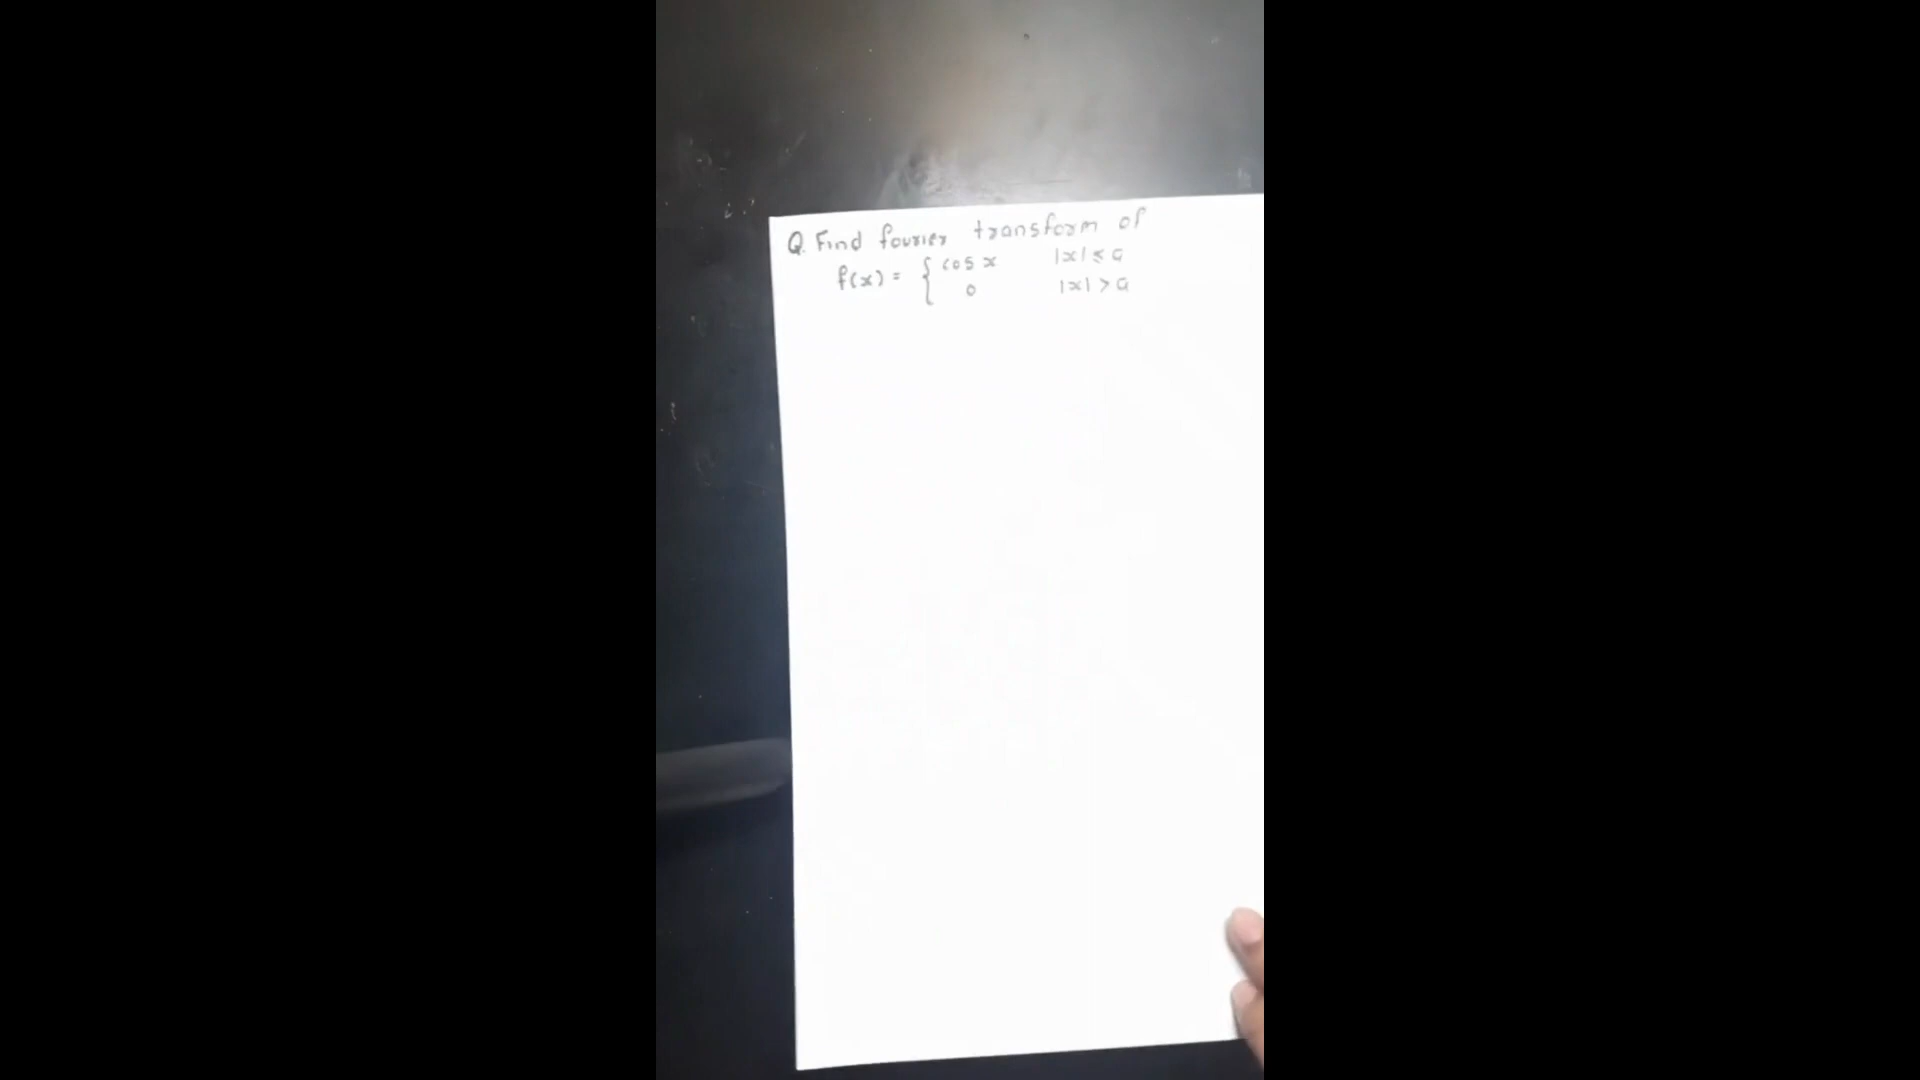 Q. Find fourier transform of
f(x) = { cos x |x| ≤ a
0 |x| > a